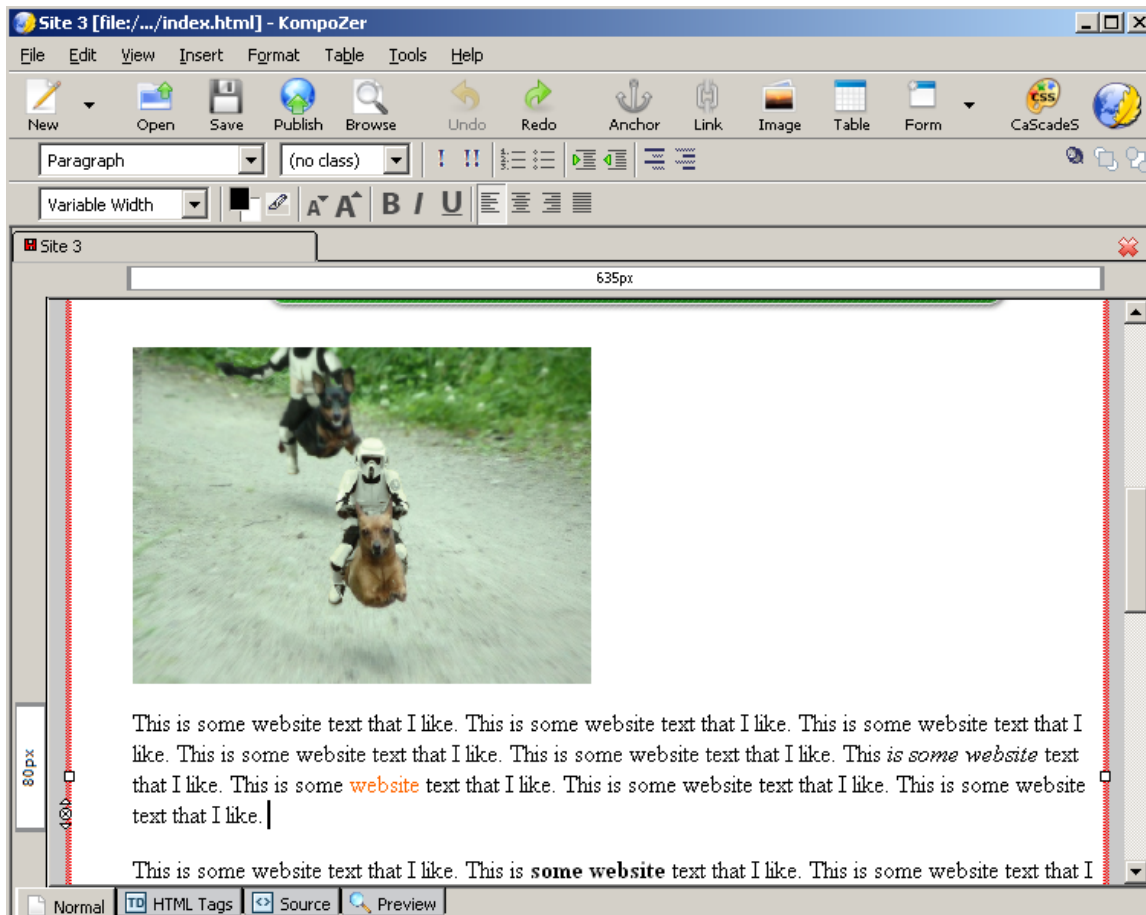 Site 3 [file:/.../index.html] - KompoZer
File Edit View Insert Format Table Tools Help
New Open Save Publish Browse Undo Redo Anchor Link Image Table Form CaScadeS
Paragraph (no class)
Variable Width
Site 3
635px
80px
This is some website text that I like. This is some website text that I like. This is some website text that I
like. This is some website text that I like. This is some website text that I like. This is some website text
that I like. This is some website text that I like. This is some website text that I like. This is some website
text that I like.
This is some website text that I like. This is some website text that I like. This is some website text that I
Normal HTML Tags Source Preview